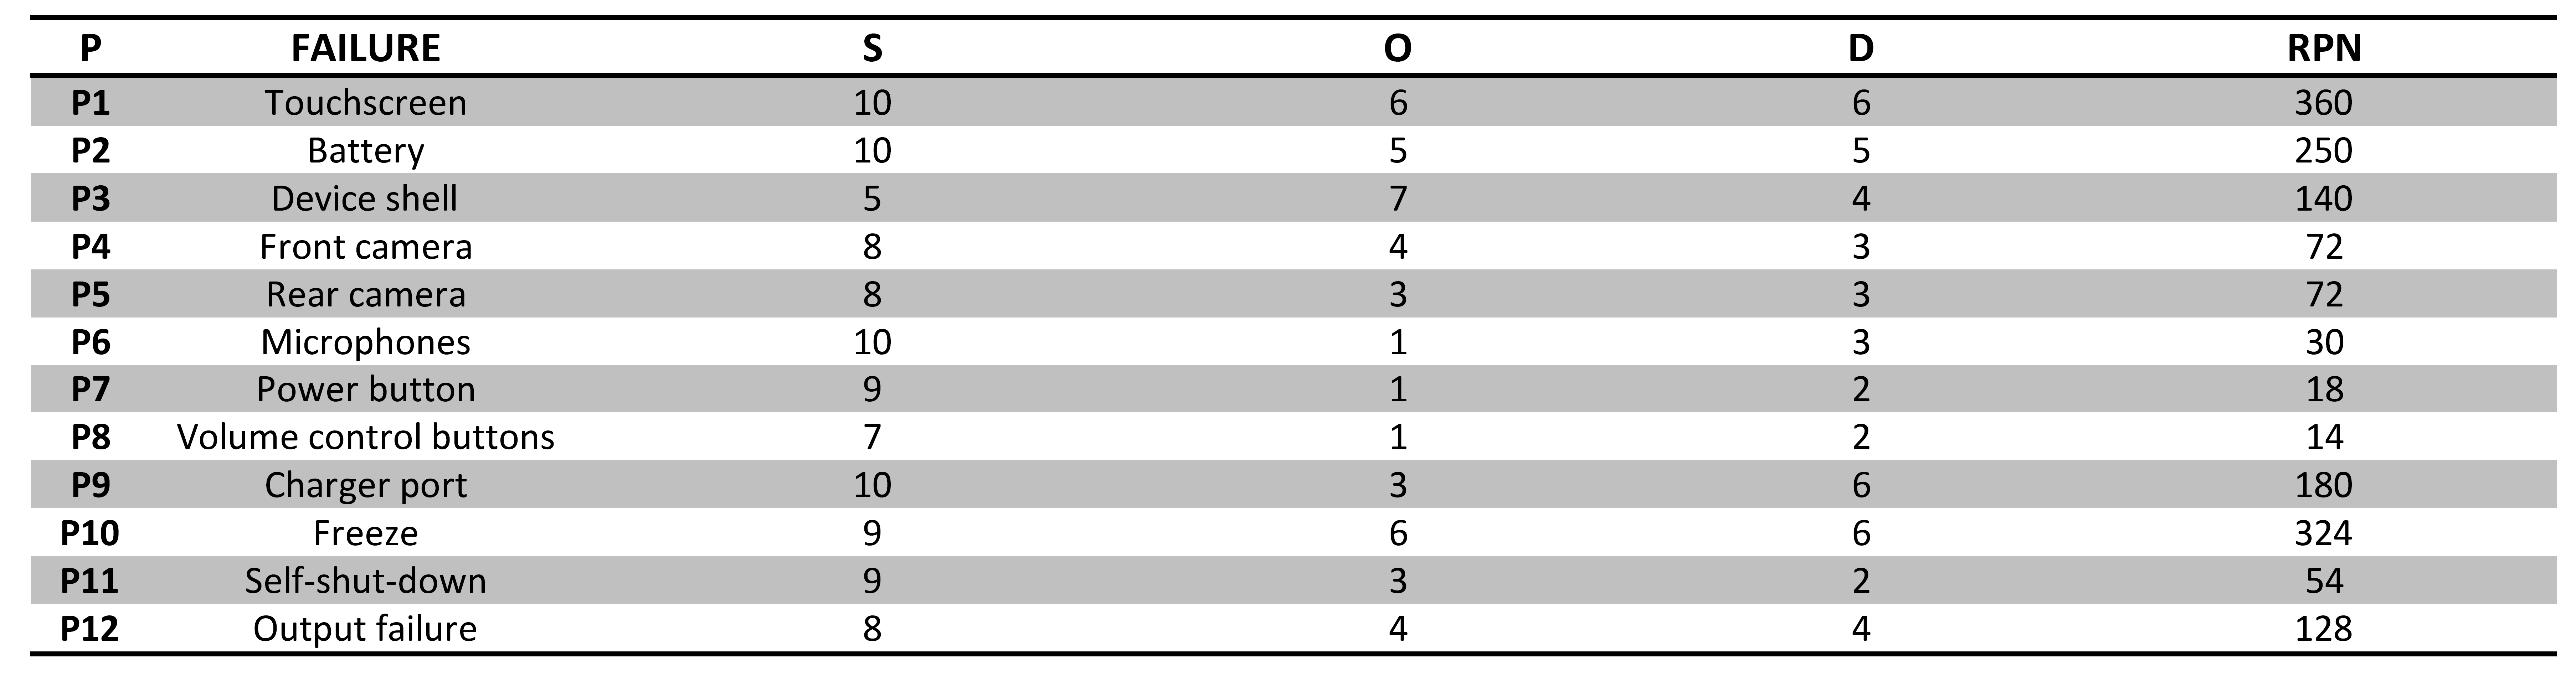 P FAILURE S O D RPN
P1 Touchscreen 10 6 6 360
P2 Battery 10 5 5 250
P3 Device shell 5 7 4 140
P4 Front camera 8 4 3 72
P5 Rear camera 8 3 3 72
P6 Microphones 10 1 3 30
P7 Power button 9 1 2 18
P8 Volume control buttons 7 1 2 14
P9 Charger port 10 3 6 180
P10 Freeze 9 6 6 324
P11 Self-shut-down 9 3 2 54
P12 Output failure 8 4 4 128